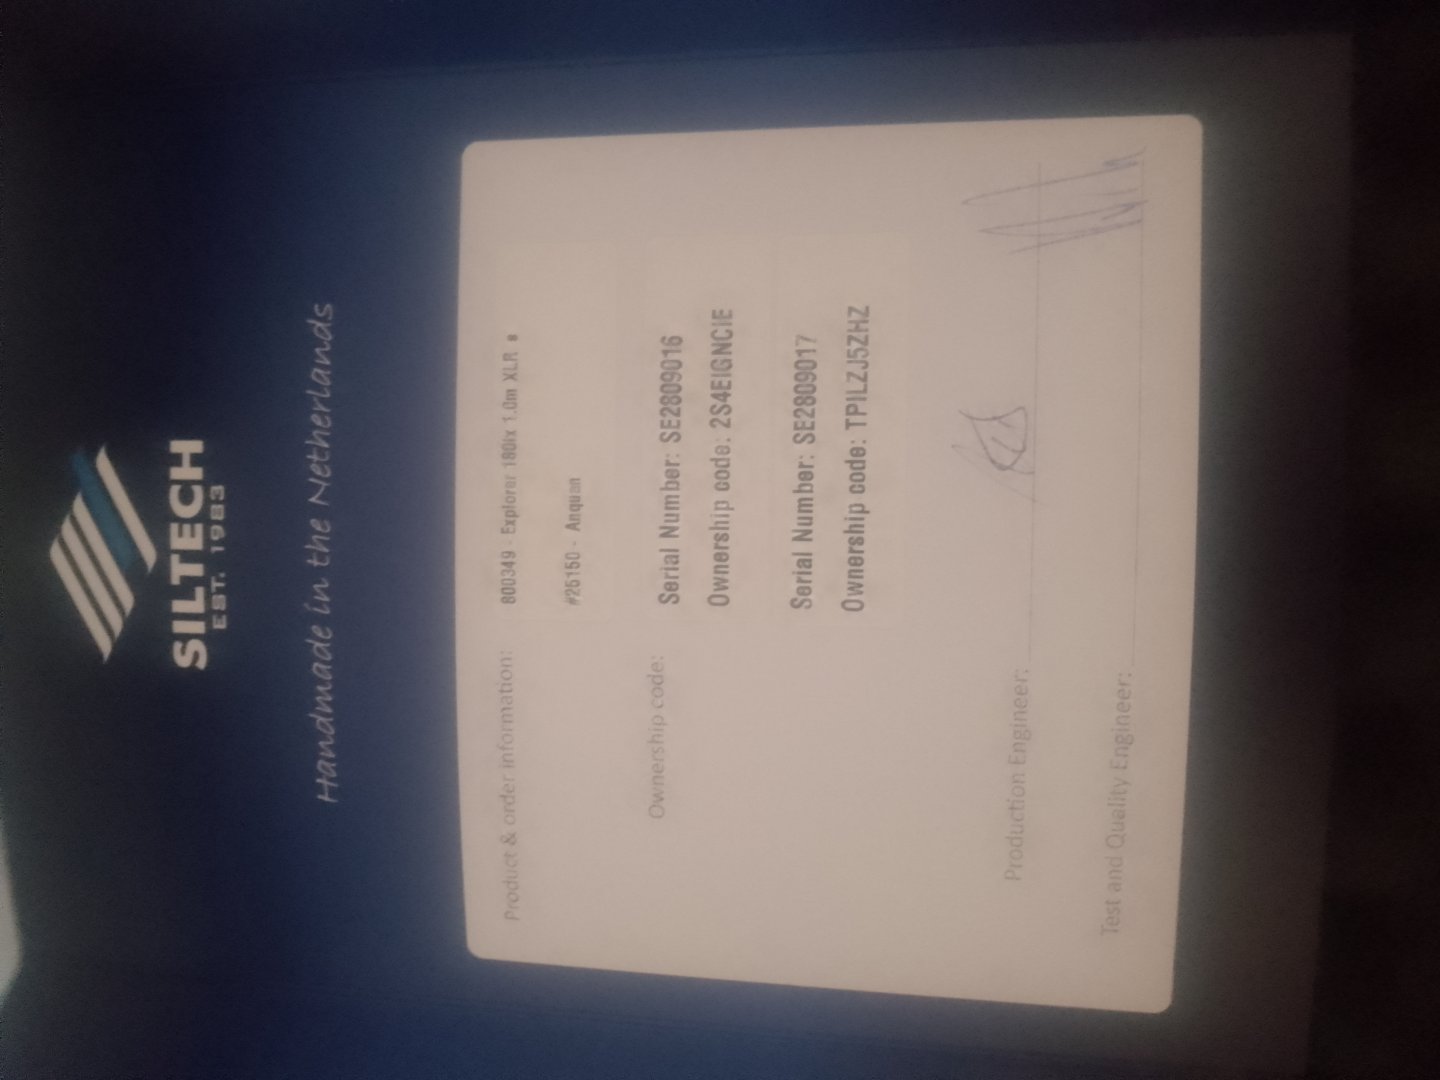 SILTECH
EST. 1983
Handmade in the Netherlands
Product & order information: 800349 - Explorer 180ix 1.0m XLR s
#25150 - Anquan
Ownership code: Serial Number: SE2809016
Ownership code: 2S4EIGNCIE
Serial Number: SE2809017
Ownership code: TPILZJ5ZHZ
Production Engineer:
Test and Quality Engineer: